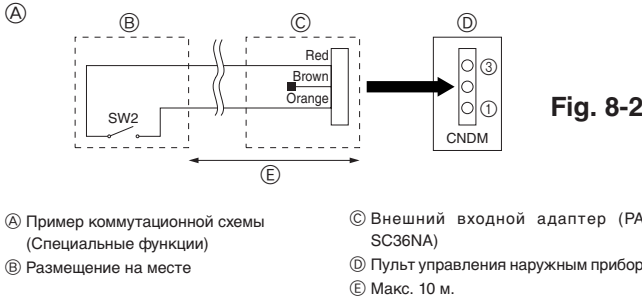 Ⓐ
Ⓑ Ⓒ Ⓓ
Red
Brown
Orange
SW2
③
①
CNDM
Ⓔ
Fig. 8-2
Ⓐ Пример коммутационной схемы
(Специальные функции)
Ⓑ Размещение на месте
Ⓒ Внешний входной адаптер (PA
SC36NA)
Ⓓ Пульт управления наружным прибор
Ⓔ Макс. 10 м.